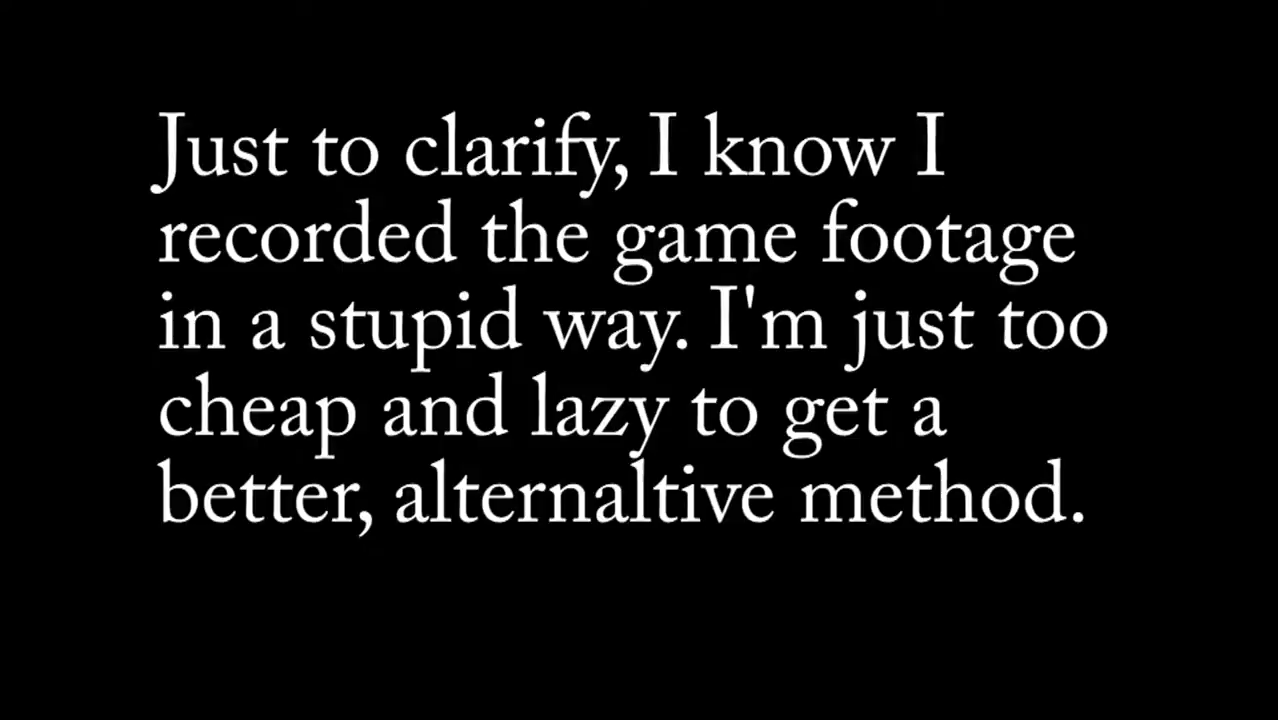 Just to clarify, I know I
recorded the game footage
in a stupid way. I'm just too
cheap and lazy to get a
better, alternaltive method.